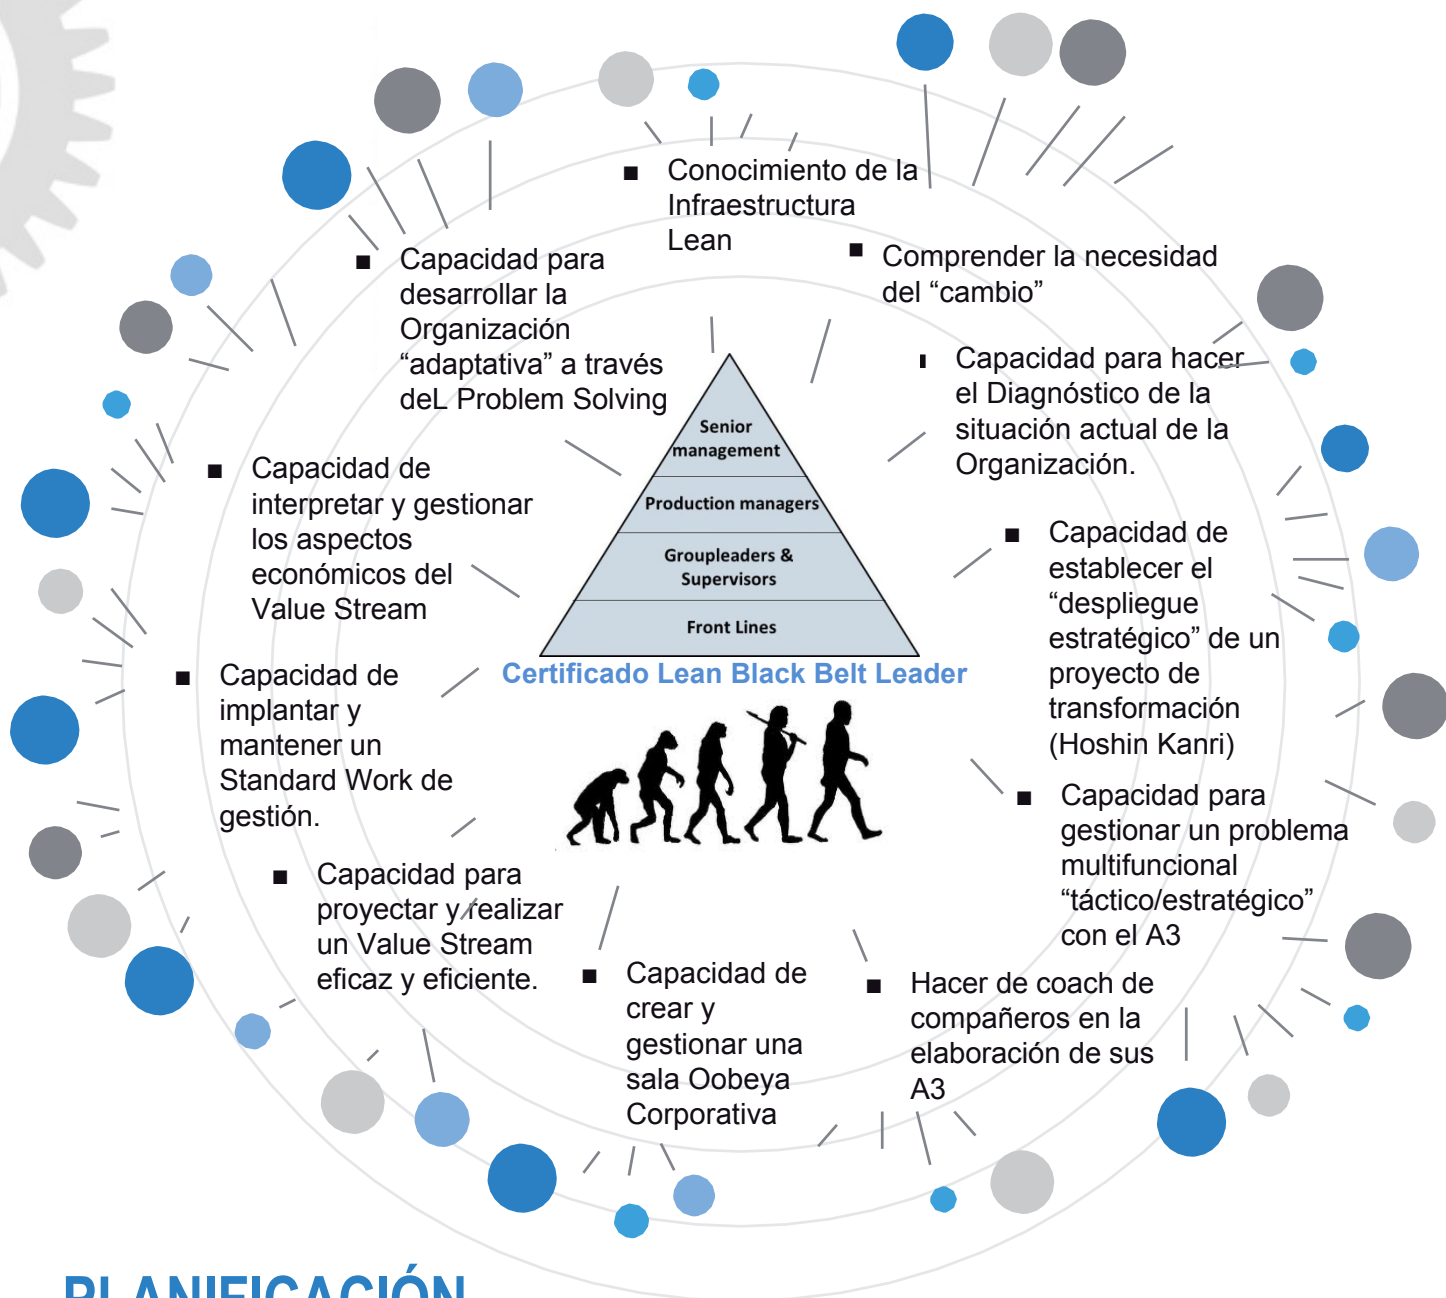 ■ Conocimiento de la
Infraestructura
Lean
■ Comprender la necesidad
del “cambio”
■ Capacidad para hacer
el Diagnóstico de la
situación actual de la
Organización.
■ Capacidad de
establecer el
“despliegue
estratégico” de un
proyecto de
transformación
(Hoshin Kanri)
■ Capacidad para
gestionar un problema
multifuncional
“táctico/estratégico”
con el A3
■ Hacer de coach de
compañeros en la
elaboración de sus
A3
■ Capacidad de
crear y
gestionar una
sala Oobeya
Corporativa
■ Capacidad para
proyectar y realizar
un Value Stream
eficaz y eficiente.
■ Capacidad de
implantar y
mantener un
Standard Work de
gestión.
■ Capacidad de
interpretar y gestionar
los aspectos
económicos del
Value Stream
■ Capacidad para
desarrollar la
Organización
“adaptativa” a través
deL Problem Solving
Senior
management
Production managers
Groupleaders &
Supervisors
Front Lines
Certificado Lean Black Belt Leader
PLANIFICACIÓN